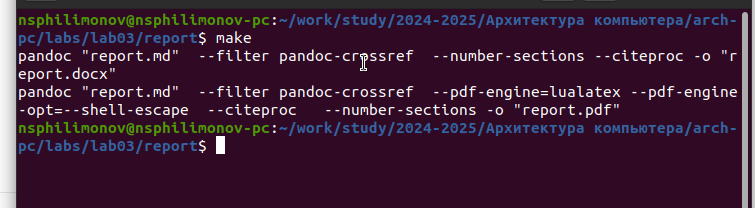 nsphilimonov@nsphilimonov-pc:~/work/study/2024-2025/Архитектура компьютера/arch-
pc/labs/lab03/report$ make
pandoc "report.md"  --filter pandoc-crossref  --number-sections --citeproc -o "r
eport.docx"
pandoc "report.md"  --filter pandoc-crossref  --pdf-engine=lualatex --pdf-engine
-opt=--shell-escape  --citeproc   --number-sections -o "report.pdf"
nsphilimonov@nsphilimonov-pc:~/work/study/2024-2025/Архитектура компьютера/arch-
pc/labs/lab03/report$